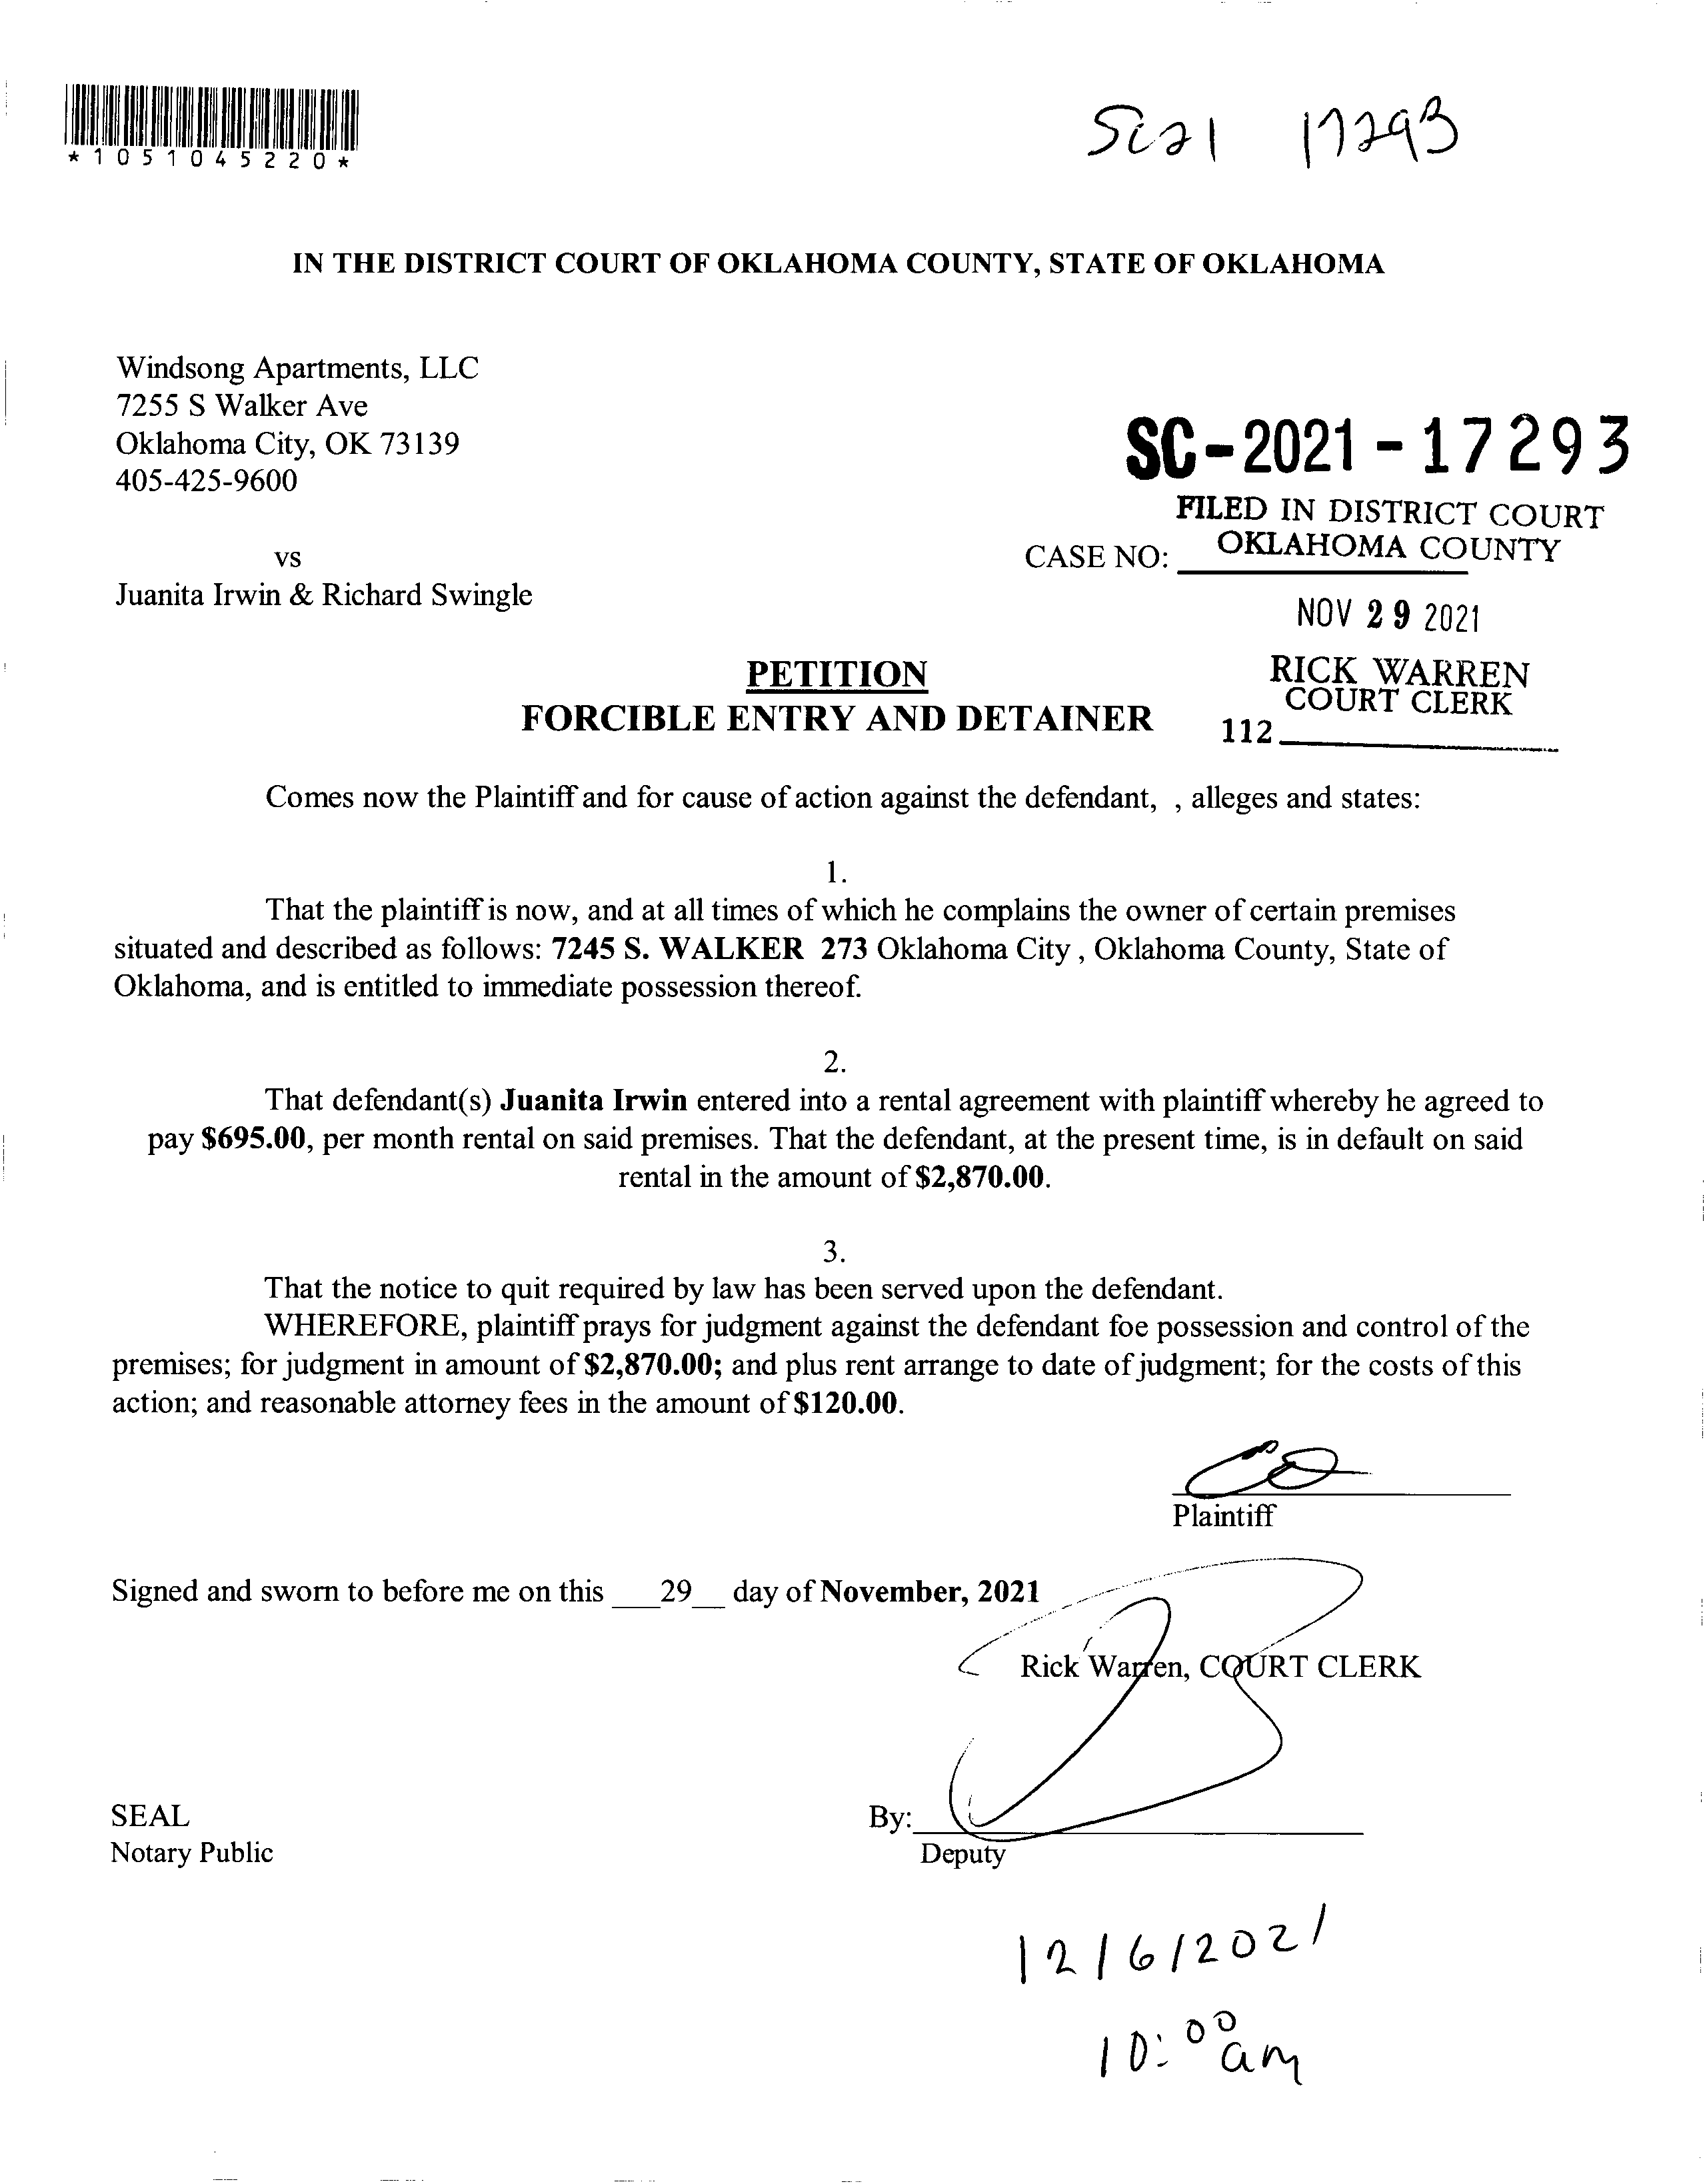 *1051045220*
SC21 17293
IN THE DISTRICT COURT OF OKLAHOMA COUNTY, STATE OF OKLAHOMA
Windsong Apartments, LLC
7255 S Walker Ave
Oklahoma City, OK 73139
405-425-9600
SC-2021-17293
FILED IN DISTRICT COURT
OKLAHOMA COUNTY
vs
CASE NO:
Juanita Irwin & Richard Swingle
NOV 29 2021
PETITION
RICK WARREN
COURT CLERK
FORCIBLE ENTRY AND DETAINER
112
Comes now the Plaintiff and for cause of action against the defendant, , alleges and states:
1.
That the plaintiff is now, and at all times of which he complains the owner of certain premises
situated and described as follows: 7245 S. WALKER 273 Oklahoma City , Oklahoma County, State of
Oklahoma, and is entitled to immediate possession thereof.
2.
That defendant(s) Juanita Irwin entered into a rental agreement with plaintiff whereby he agreed to
pay $695.00, per month rental on said premises. That the defendant, at the present time, is in default on said
rental in the amount of $2,870.00.
3.
That the notice to quit required by law has been served upon the defendant.
WHEREFORE, plaintiff prays for judgment against the defendant foe possession and control of the
premises; for judgment in amount of $2,870.00; and plus rent arrange to date of judgment; for the costs of this
action; and reasonable attorney fees in the amount of $120.00.
Plaintiff
Signed and sworn to before me on this ___29__ day of November, 2021
Rick Warren, COURT CLERK
SEAL
By:
Notary Public
Deputy
12/6/2021
10:00 am